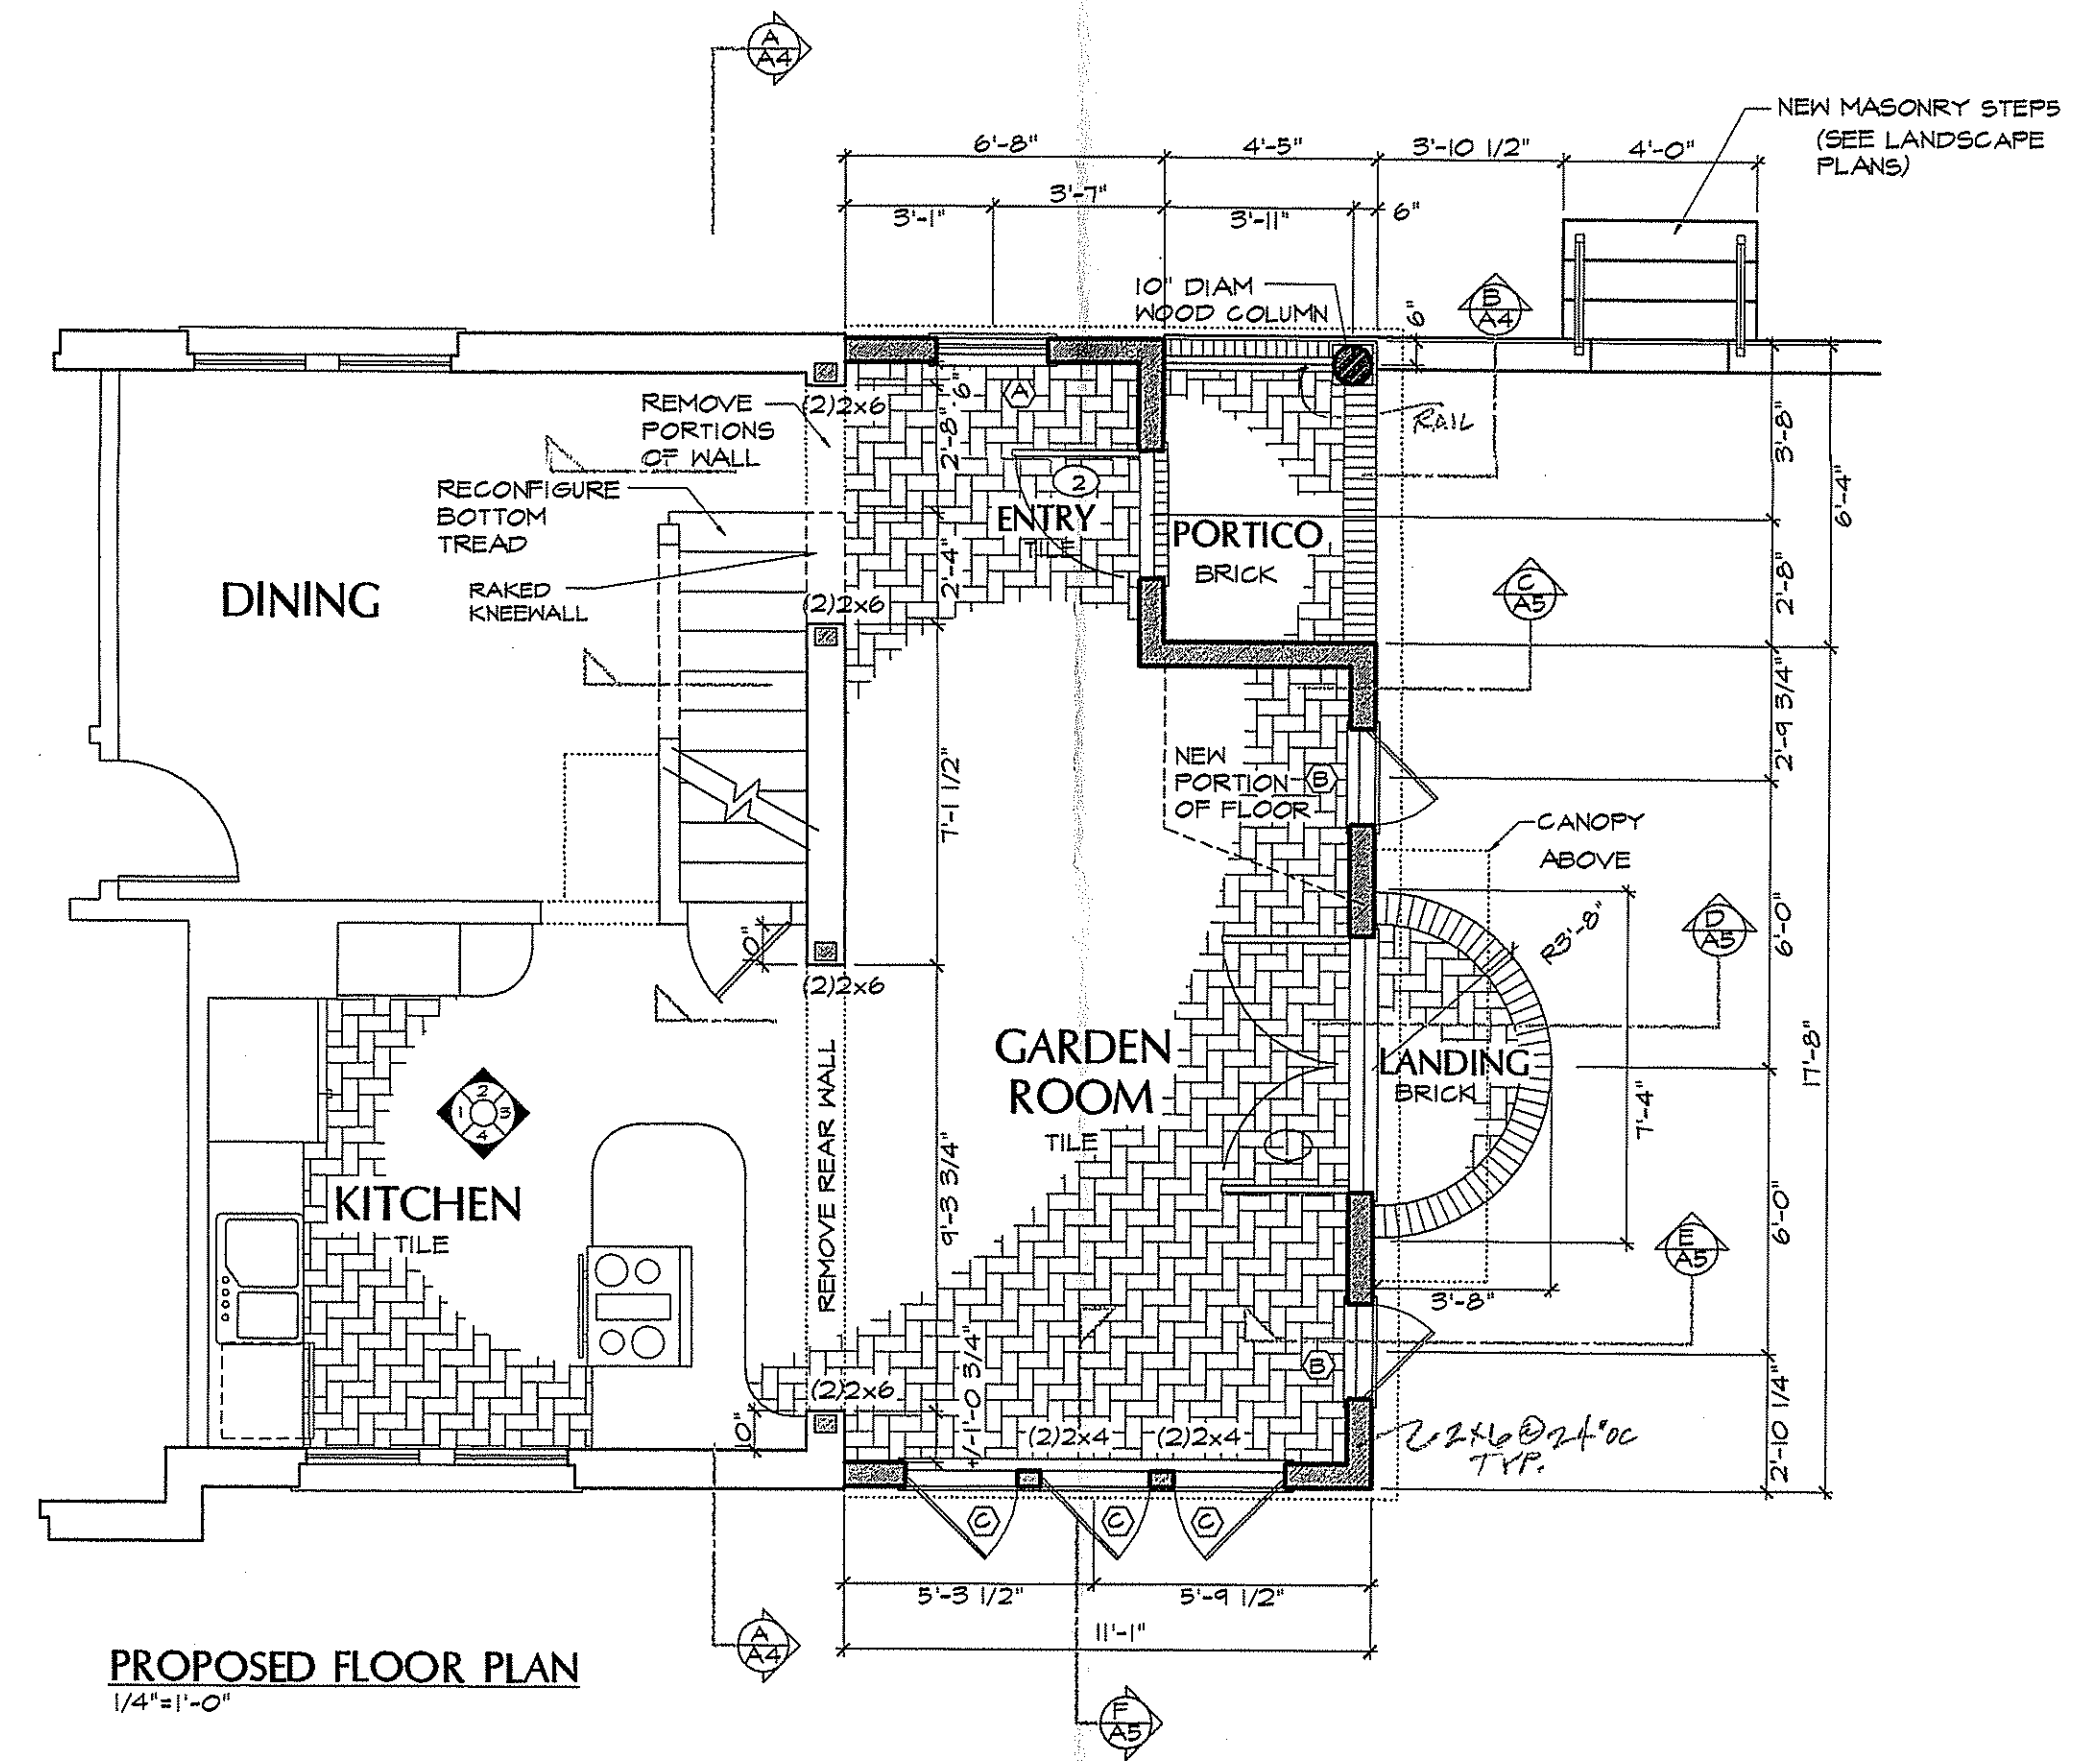 A
A4
NEW MASONRY STEPS
(SEE LANDSCAPE
PLANS)
6'-8"
4'-5"
3'-10 1/2"
4'-0"
3'-7"
3'-1"
3'-11"
6"
10" DIAM
WOOD COLUMN
6"
B
A4
REMOVE
PORTIONS
OF WALL
(2)2x6
6"
A
RAIL
2'-8"
3'-8"
RECONFIGURE
BOTTOM
TREAD
2
ENTRY
TILE
PORTICO
BRICK
6'-4"
DINING
RAKED
KNEEWALL
2'-4"
(2)2x6
C
A5
2'-8"
2'-9 3/4"
7'-1 1/2"
NEW
PORTION
OF FLOOR
B
CANOPY
ABOVE
10"
R3'-8"
D
A5
6'-0"
(2)2x6
REMOVE REAR WALL
GARDEN
ROOM
TILE
LANDING
BRICK
17'-8"
7'-4"
2
1
3
4
1
KITCHEN
TILE
9'-3 3/4"
6'-0"
E
A5
3'-8"
B
(2)2x6
+/-1'-0 3/4"
10"
(2)2x4
(2)2x4
2x6@24"OC
TYP.
2'-10 1/4"
C
C
C
5'-3 1/2"
5'-9 1/2"
11'-1"
A
A4
F
A5
PROPOSED FLOOR PLAN
1/4"=1'-0"